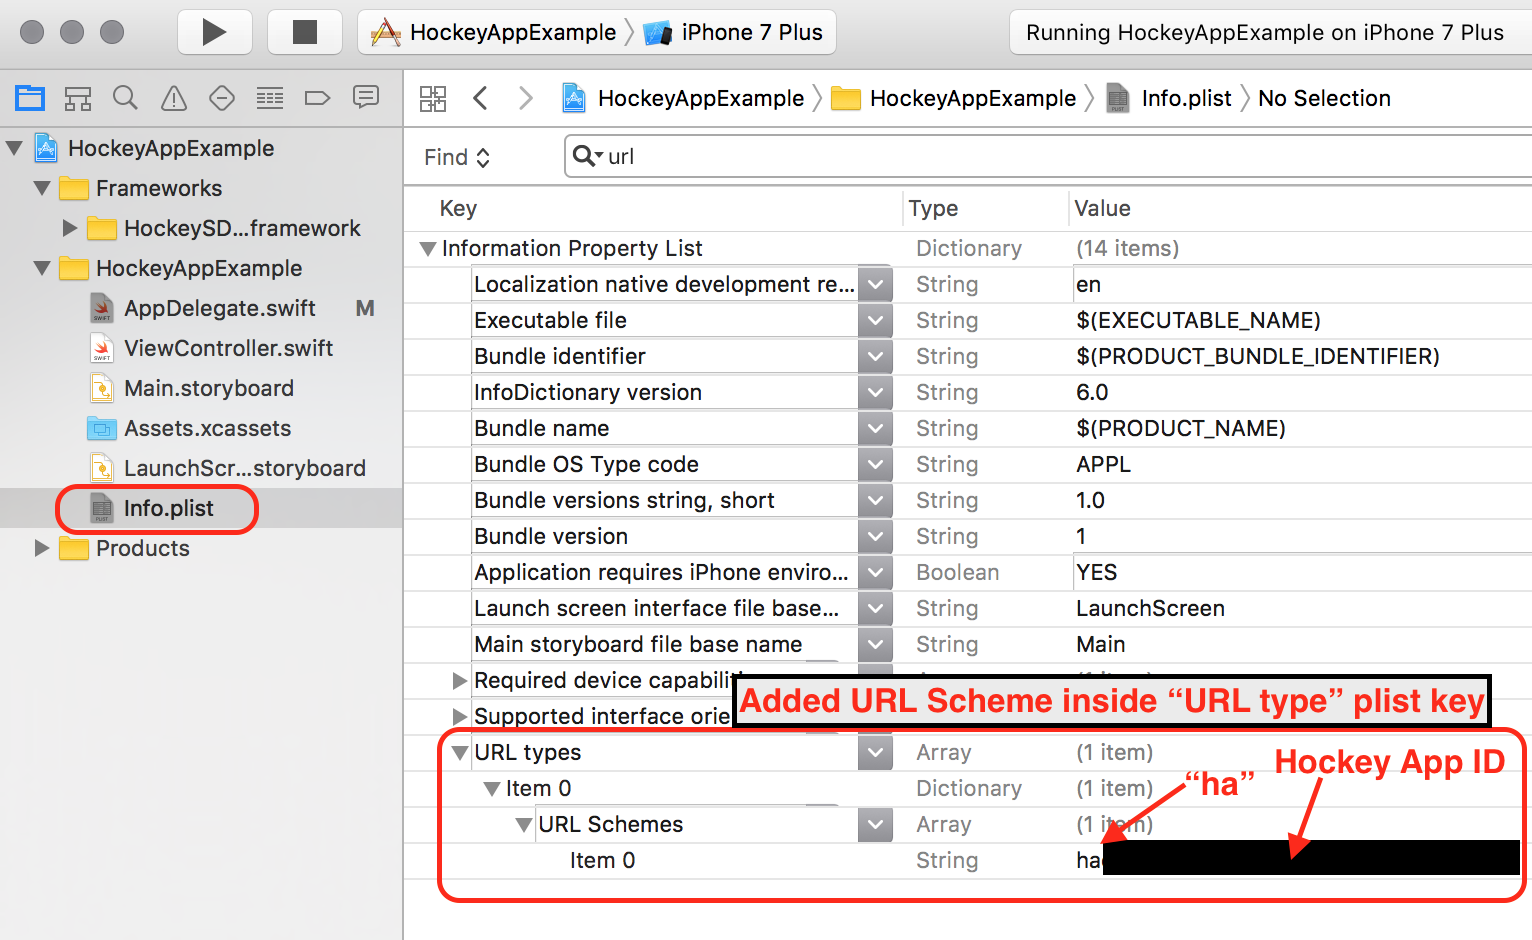 HockeyAppExample
iPhone 7 Plus
Running HockeyAppExample on iPhone 7 Plus
HockeyAppExample
HockeyAppExample
Info.plist
No Selection
Find
url
HockeyAppExample
Frameworks
HockeySD...framework
HockeyAppExample
AppDelegate.swift M
ViewController.swift
Main.storyboard
Assets.xcassets
LaunchScr...storyboard
Info.plist
Products
Key Type Value
Information Property List Dictionary (14 items)
Localization native development re... String en
Executable file String $(EXECUTABLE_NAME)
Bundle identifier String $(PRODUCT_BUNDLE_IDENTIFIER)
InfoDictionary version String 6.0
Bundle name String $(PRODUCT_NAME)
Bundle OS Type code String APPL
Bundle versions string, short String 1.0
Bundle version String 1
Application requires iPhone enviro... Boolean YES
Launch screen interface file base... String LaunchScreen
Main storyboard file base name String Main
Required device capabiliti
Added URL Scheme inside “URL type” plist key
Supported interface orie
URL types Array (1 item)
Hockey App ID
“ha”
Item 0 Dictionary (1 item)
URL Schemes Array (1 item)
Item 0 String ha